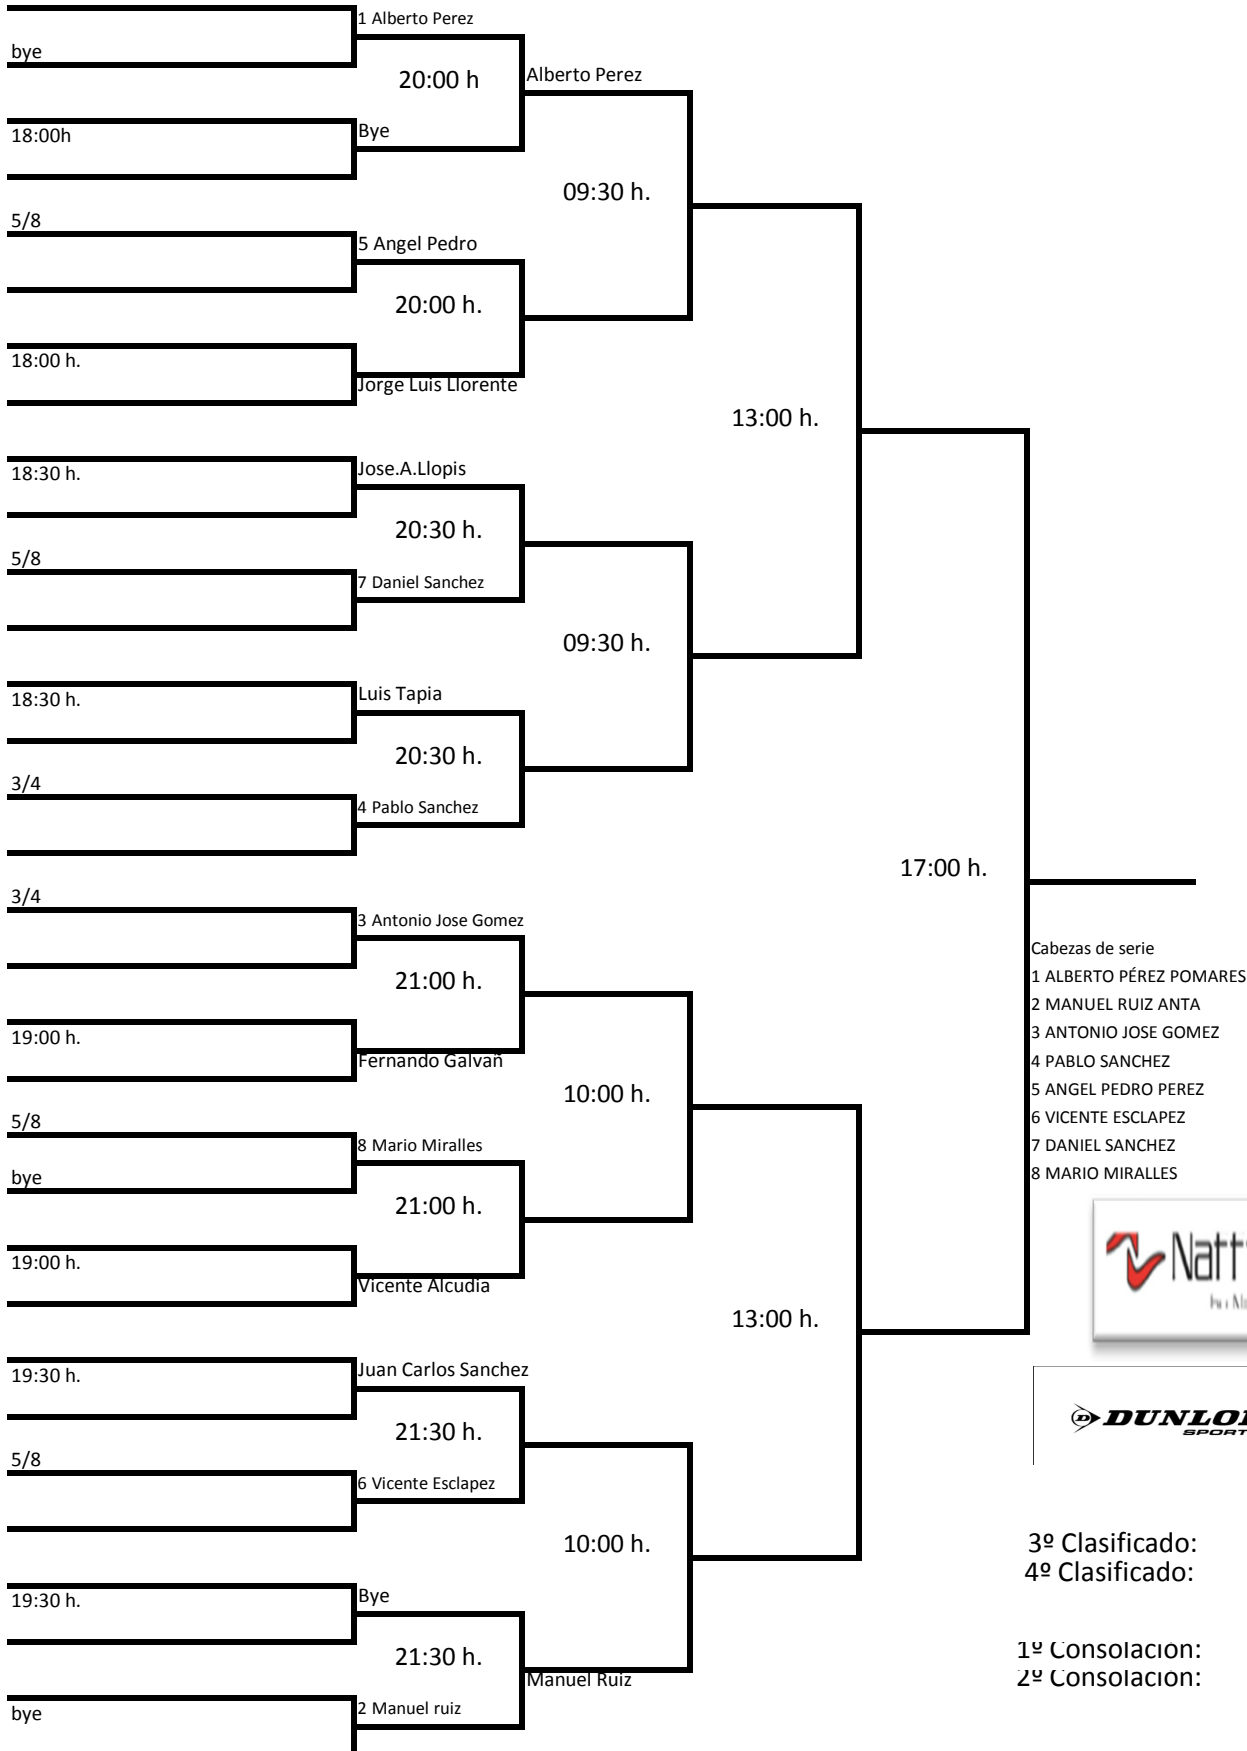 1 Alberto Perez
bye
20:00 h
Alberto Perez
18:00h
Bye
09:30 h.
5/8
5 Angel Pedro
20:00 h.
18:00 h.
Jorge Luis Llorente
13:00 h.
18:30 h.
Jose.A.Llopis
20:30 h.
5/8
7 Daniel Sanchez
09:30 h.
18:30 h.
Luis Tapia
20:30 h.
3/4
4 Pablo Sanchez
17:00 h.
3/4
3 Antonio Jose Gomez
21:00 h.
19:00 h.
Fernando Galvañ
10:00 h.
5/8
8 Mario Miralles
bye
21:00 h.
19:00 h.
Vicente Alcudia
13:00 h.
Cabezas de serie
1 ALBERTO PÉREZ POMARES
2 MANUEL RUIZ ANTA
3 ANTONIO JOSE GOMEZ
4 PABLO SANCHEZ
5 ANGEL PEDRO PEREZ
6 VICENTE ESCLAPEZ
7 DANIEL SANCHEZ
8 MARIO MIRALLES
19:30 h.
Juan Carlos Sanchez
21:30 h.
5/8
6 Vicente Esclapez
10:00 h.
19:30 h.
Bye
21:30 h.
Manuel Ruiz
bye
2 Manuel ruiz
SPORT
3º Clasificado:
4º Clasificado:
1º Consolación:
2º Consolación: